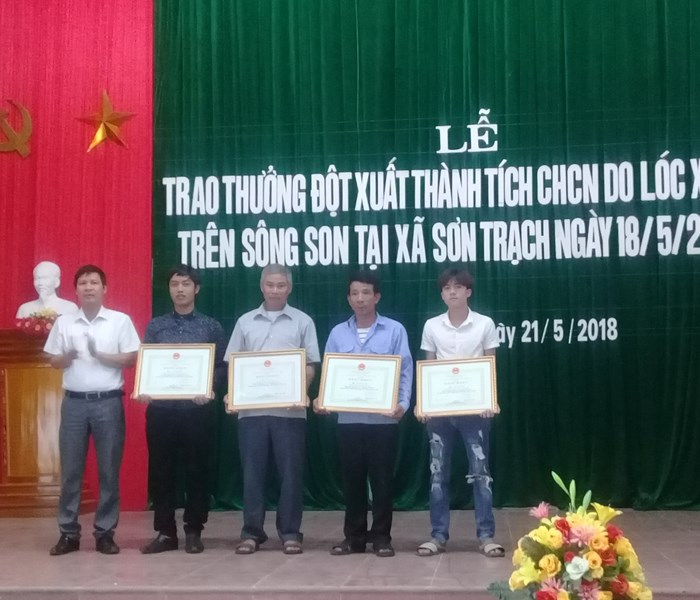 LỄ
TRAO THƯỞNG ĐỘT XUẤT THÀNH TÍCH CHCN DO LÓC X
TRÊN SÔNG SON TẠI XÃ SƠN TRẠCH NGÀY 18/5/2
ày 21/5/2018